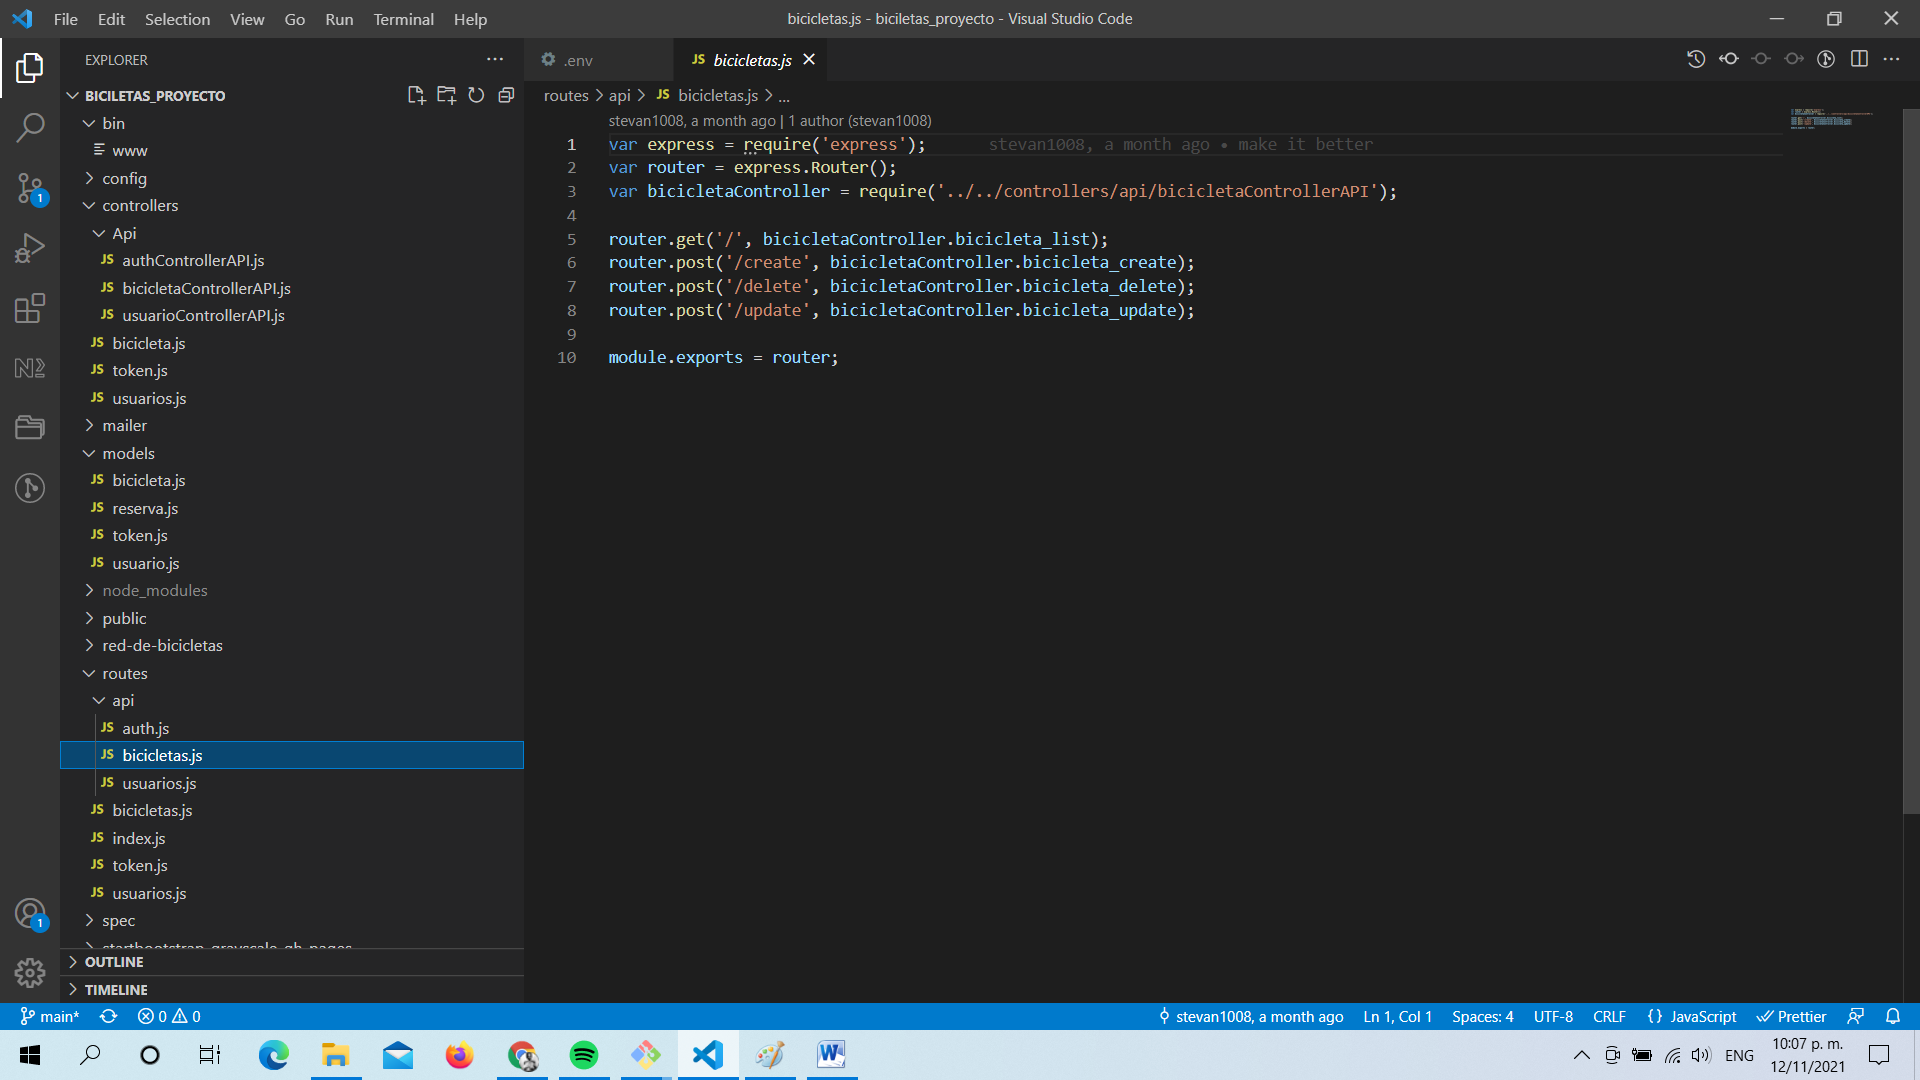 File Edit Selection View Go Run Terminal Help
bicicletas.js - biciletas_proyecto - Visual Studio Code
EXPLORER
BICILETAS_PROYECTO
bin
www
config
controllers
Api
JS authControllerAPI.js
JS bicicletaControllerAPI.js
JS usuarioControllerAPI.js
JS bicicleta.js
JS token.js
JS usuarios.js
mailer
models
JS bicicleta.js
JS reserva.js
JS token.js
JS usuario.js
node_modules
public
red-de-bicicletas
routes
api
JS auth.js
JS bicicletas.js
JS usuarios.js
JS bicicletas.js
JS index.js
JS token.js
JS usuarios.js
spec
OUTLINE
TIMELINE
.env
JS bicicletas.js
routes > api > JS bicicletas.js > ...
stevan1008, a month ago | 1 author (stevan1008)
1 var express = require('express'); stevan1008, a month ago • make it better
2 var router = express.Router();
3 var bicicletaController = require('../../controllers/api/bicicletaControllerAPI');
4
5 router.get('/', bicicletaController.bicicleta_list);
6 router.post('/create', bicicletaController.bicicleta_create);
7 router.post('/delete', bicicletaController.bicicleta_delete);
8 router.post('/update', bicicletaController.bicicleta_update);
9
10 module.exports = router;
1
1
main* 0 0 stevan1008, a month ago Ln 1, Col 1 Spaces: 4 UTF-8 CRLF {} JavaScript Prettier
ENG
10:07 p. m.
12/11/2021